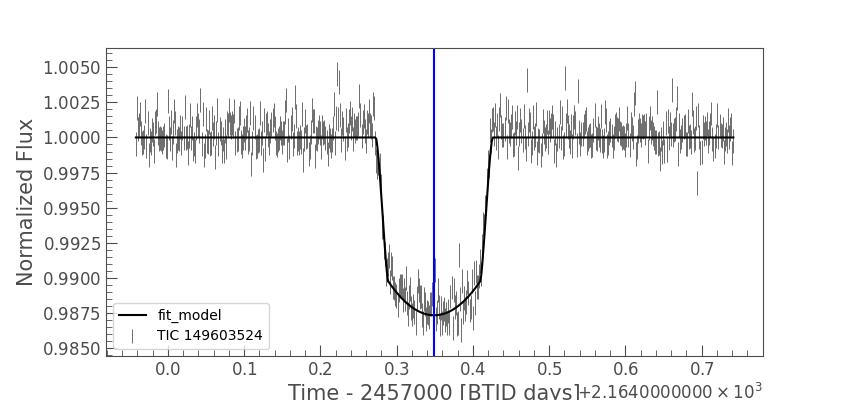 Normalized Flux
1.0050
1.0025
1.0000
0.9975
0.9950
0.9925
0.9900
0.9875
0.9850
fit_model
TIC 149603524
0.0 0.1 0.2 0.3 0.4 0.5 0.6 0.7
Time - 2457000 [BTJD days]
+2.1640000000 × 10³